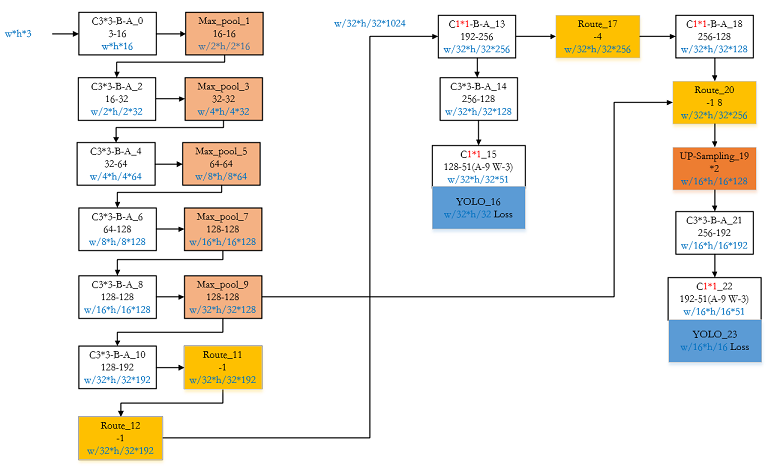 w*h*3
C3*3-B-A_0
3-16
w*h*16
Max_pool_1
16-16
w/2*h/2*16
C3*3-B-A_2
16-32
w/2*h/2*32
Max_pool_3
32-32
w/4*h/4*32
C3*3-B-A_4
32-64
w/4*h/4*64
Max_pool_5
64-64
w/8*h/8*64
C3*3-B-A_6
64-128
w/8*h/8*128
Max_pool_7
128-128
w/16*h/16*128
C3*3-B-A_8
128-128
w/16*h/16*128
Max_pool_9
128-128
w/32*h/32*128
C3*3-B-A_10
128-192
w/32*h/32*192
Route_11
-1
w/32*h/32*192
Route_12
-1
w/32*h/32*192
w/32*h/32*1024
C1*1-B-A_13
192-256
w/32*h/32*256
C3*3-B-A_14
256-128
w/32*h/32*128
C1*1_15
128-51(A-9 W-3)
w/32*h/32*51
YOLO_16
w/32*h/32 Loss
Route_17
-4
w/32*h/32*256
C1*1-B-A_18
256-128
w/32*h/32*128
Route_20
-1 8
w/32*h/32*256
UP-Sampling_19
*2
w/16*h/16*128
C3*3-B-A_21
256-192
w/16*h/16*192
C1*1_22
192-51(A-9 W-3)
w/16*h/16*51
YOLO_23
w/16*h/16 Loss